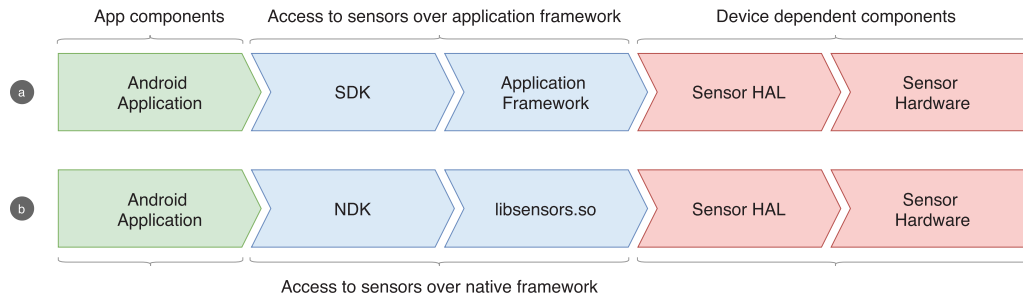 App components
Access to sensors over application framework
Device dependent components
a
Android
Application
SDK
Application
Framework
Sensor HAL
Sensor
Hardware
b
Android
Application
NDK
libsensors.so
Sensor HAL
Sensor
Hardware
Access to sensors over native framework